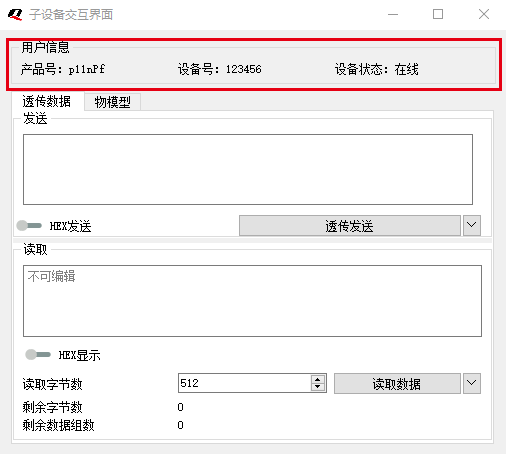 子设备交互界面
用户信息
产品号：p11nPf 设备号：123456 设备状态：在线
透传数据 物模型
发送
HEX发送 透传发送
读取
不可编辑
HEX显示
读取字节数 512 读取数据
剩余字节数 0
剩余数据组数 0